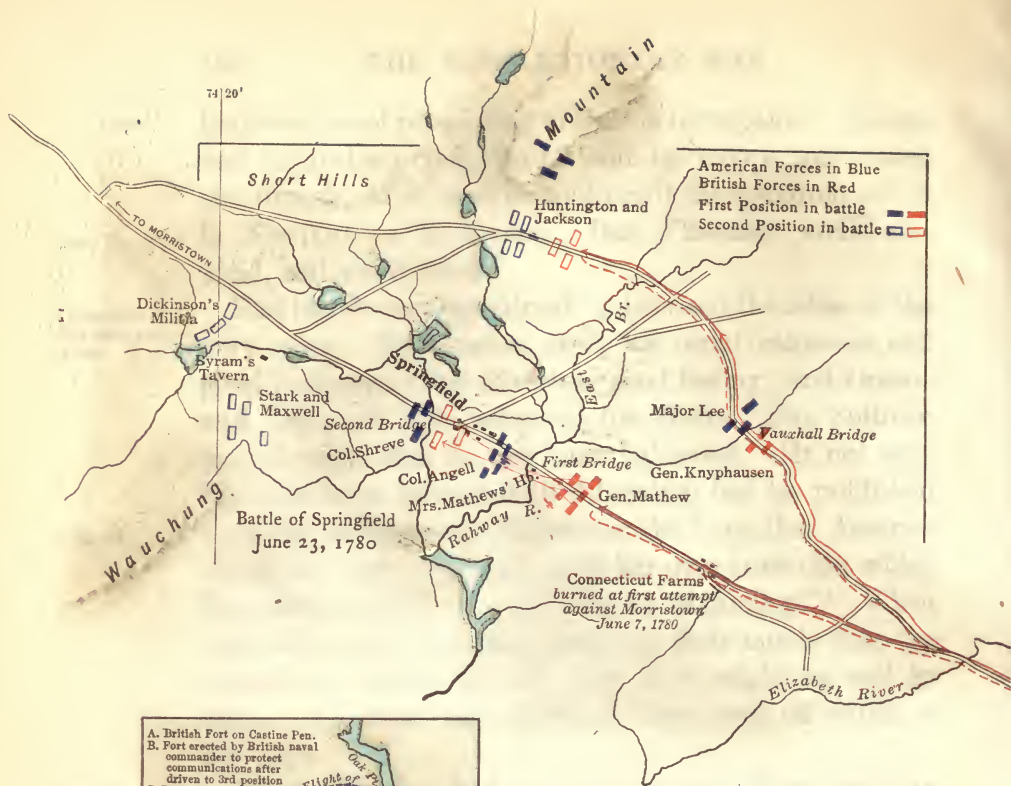 Mountain
74 20'
Short Hills
American Forces in Blue
British Forces in Red
First Position in battle
Second Position in battle
Huntington and
Jackson
← TO MORRISTOWN
Dickinson's
Militia
Byram's
Tavern
Stark and
Maxwell
Springfield
Second Bridge
Col.Shreve
Col.Angell
Mrs.Mathews' Ho.
East Br.
First Bridge
Major Lee
Vauxhall Bridge
Gen.Knyphausen
Gen.Mathew
Rahway R.
Wauchung
Battle of Springfield
June 23, 1780
Connecticut Farms
burned at first attempt
against Morristown
June 7, 1780
Elizabeth River
A. British Fort on Castine Pen.
B. Fort erected by British naval
commander to protect
communications after
driven to 3rd position
Flight of